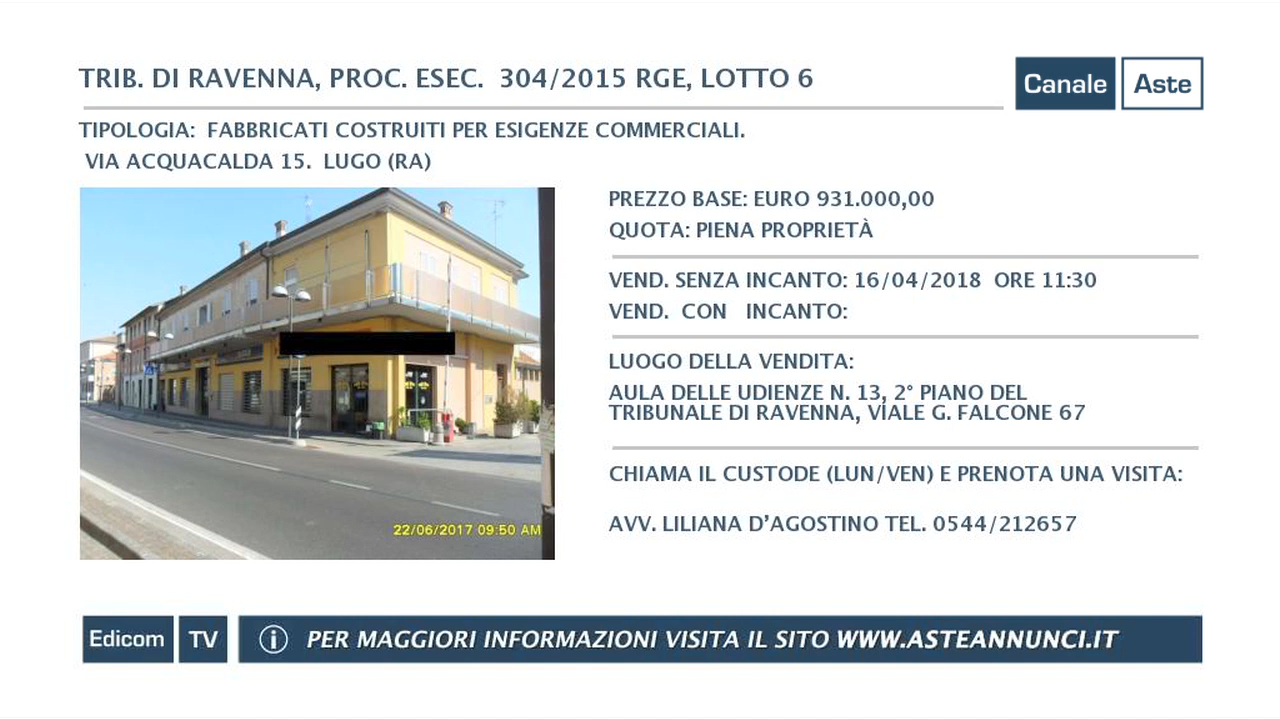 TRIB. DI RAVENNA, PROC. ESEC. 304/2015 RGE, LOTTO 6
Canale Aste
TIPOLOGIA: FABBRICATI COSTRUITI PER ESIGENZE COMMERCIALI.
VIA ACQUACALDA 15. LUGO (RA)
PREZZO BASE: EURO 931.000,00
QUOTA: PIENA PROPRIETÀ
VEND. SENZA INCANTO: 16/04/2018 ORE 11:30
VEND. CON INCANTO:
LUOGO DELLA VENDITA:
AULA DELLE UDIENZE N. 13, 2° PIANO DEL
TRIBUNALE DI RAVENNA, VIALE G. FALCONE 67
CHIAMA IL CUSTODE (LUN/VEN) E PRENOTA UNA VISITA:
AVV. LILIANA D’AGOSTINO TEL. 0544/212657
22/06/2017 09:50 AM
Edicom TV
PER MAGGIORI INFORMAZIONI VISITA IL SITO WWW.ASTEANNUNCI.IT